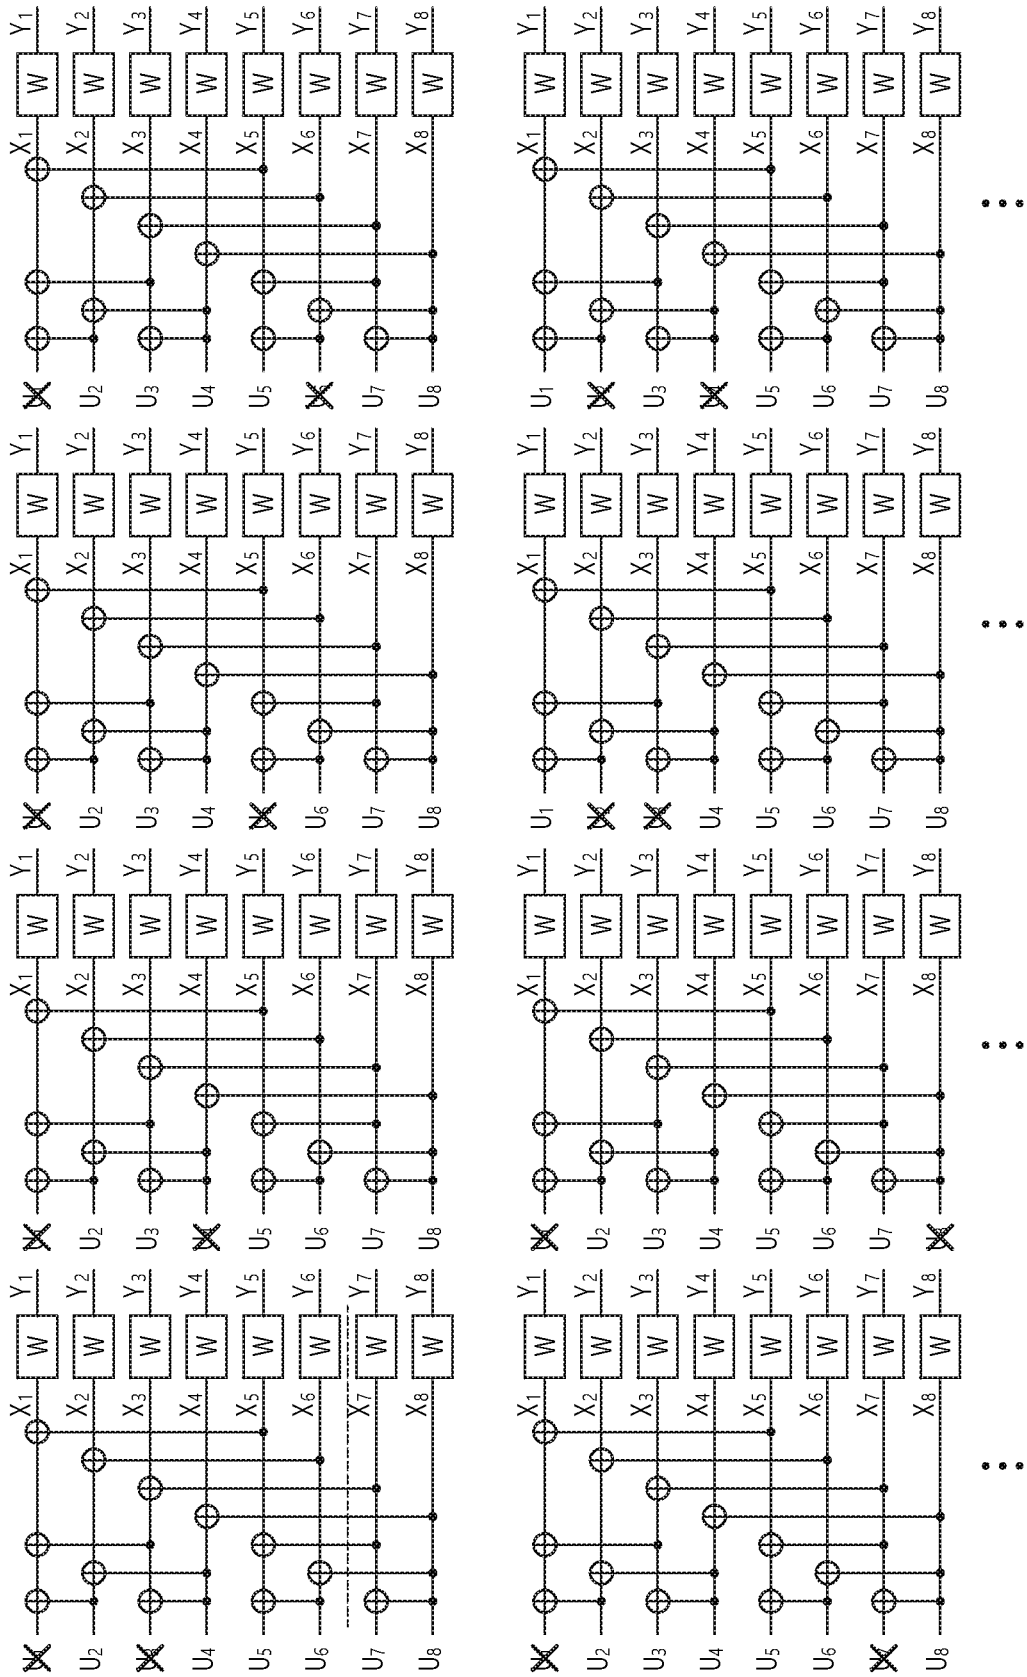 X1 W Y1 X1 W Y1 X1 W Y1 X1 W Y1
U2 X2 W Y2 U2 X2 W Y2 U2 X2 W Y2 U2 X2 W Y2
X3 W Y3 U3 X3 W Y3 U3 X3 W Y3 U3 X3 W Y3
U4 X4 W Y4 X4 W Y4 U4 X4 W Y4 U4 X4 W Y4
U5 X5 W Y5 U5 X5 W Y5 X5 W Y5 U5 X5 W Y5
U6 X6 W Y6 U6 X6 W Y6 U6 X6 W Y6 X6 W Y6
U7 X7 W Y7 U7 X7 W Y7 U7 X7 W Y7 U7 X7 W Y7
U8 X8 W Y8 U8 X8 W Y8 U8 X8 W Y8 U8 X8 W Y8
X1 W Y1 X1 W Y1 U1 X1 W Y1 U1 X1 W Y1
U2 X2 W Y2 U2 X2 W Y2 X2 W Y2 X2 W Y2
U3 X3 W Y3 U3 X3 W Y3 X3 W Y3 U3 X3 W Y3
U4 X4 W Y4 U4 X4 W Y4 U4 X4 W Y4 X4 W Y4
U5 X5 W Y5 U5 X5 W Y5 U5 X5 W Y5 U5 X5 W Y5
U6 X6 W Y6 U6 X6 W Y6 U6 X6 W Y6 U6 X6 W Y6
X7 W Y7 U7 X7 W Y7 U7 X7 W Y7 U7 X7 W Y7
U8 X8 W Y8 X8 W Y8 U8 X8 W Y8 U8 X8 W Y8